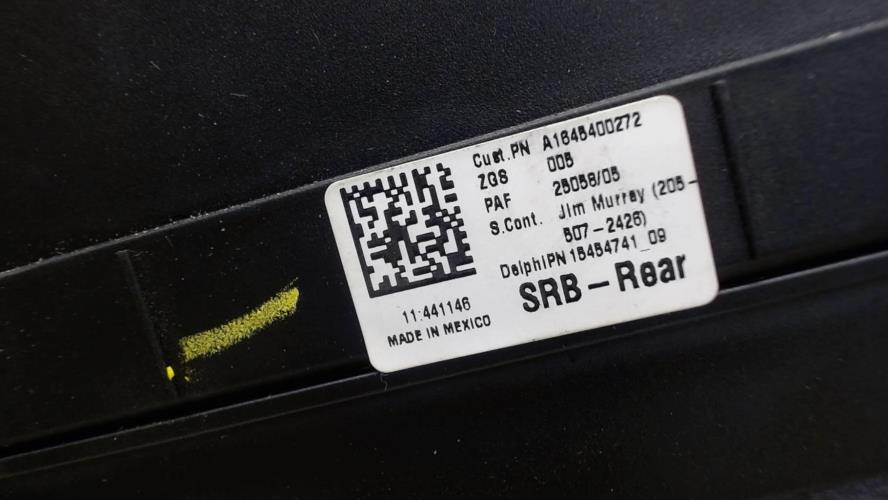 Cust.PN A1645400272
ZGS 005
PAF 25056/05
S.Cont. Jim Murray (205-
507-2426)
DelphiPN 15454741_09
SRB-Rear
11:441146
MADE IN MEXICO